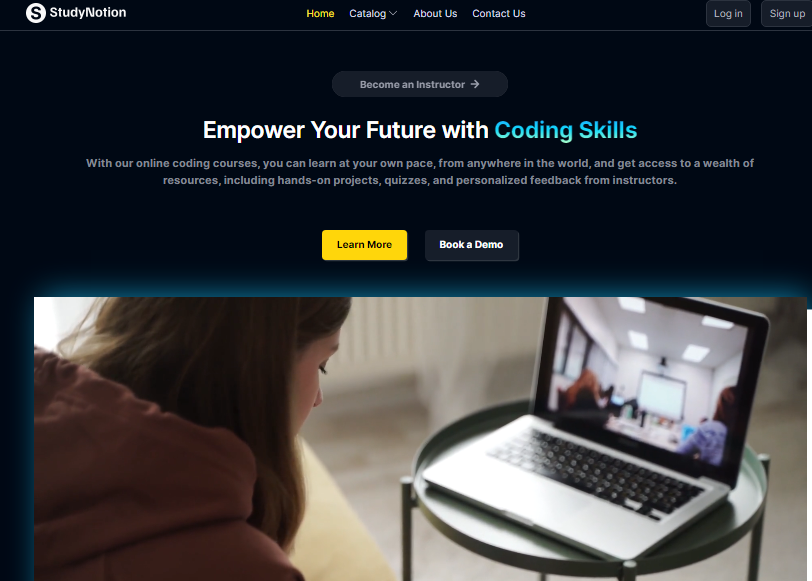 StudyNotion
Home Catalog About Us Contact Us
Log in Sign up
Become an Instructor →
Empower Your Future with Coding Skills
With our online coding courses, you can learn at your own pace, from anywhere in the world, and get access to a wealth of
resources, including hands-on projects, quizzes, and personalized feedback from instructors.
Learn More Book a Demo